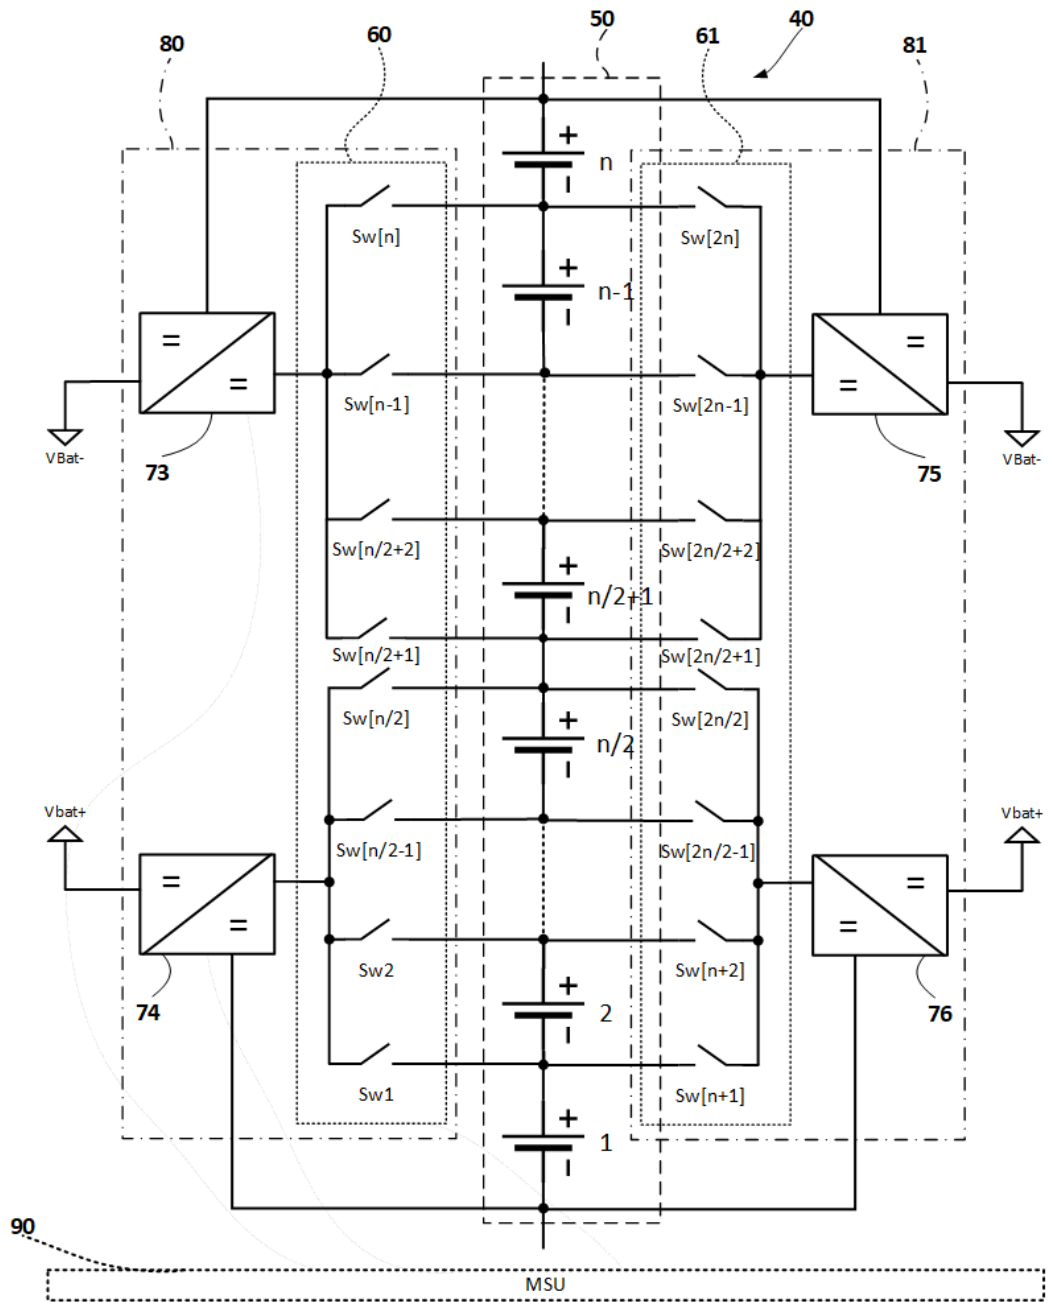 50
40
60
61
80
81
+
n
Sw[n]
Sw[2n]
+
n-1
=
=
=
=
Sw[n-1]
Sw[2n-1]
VBat-
VBat-
73
75
Sw[n/2+2]
Sw[2n/2+2]
+
n/2+1
Sw[n/2+1]
Sw[2n/2+1]
Sw[n/2]
Sw[2n/2]
+
n/2
Vbat+
Vbat+
Sw[n/2-1]
Sw[2n/2-1]
=
=
=
=
Sw2
Sw[n+2]
+
2
74
76
Sw1
Sw[n+1]
+
1
90
MSU